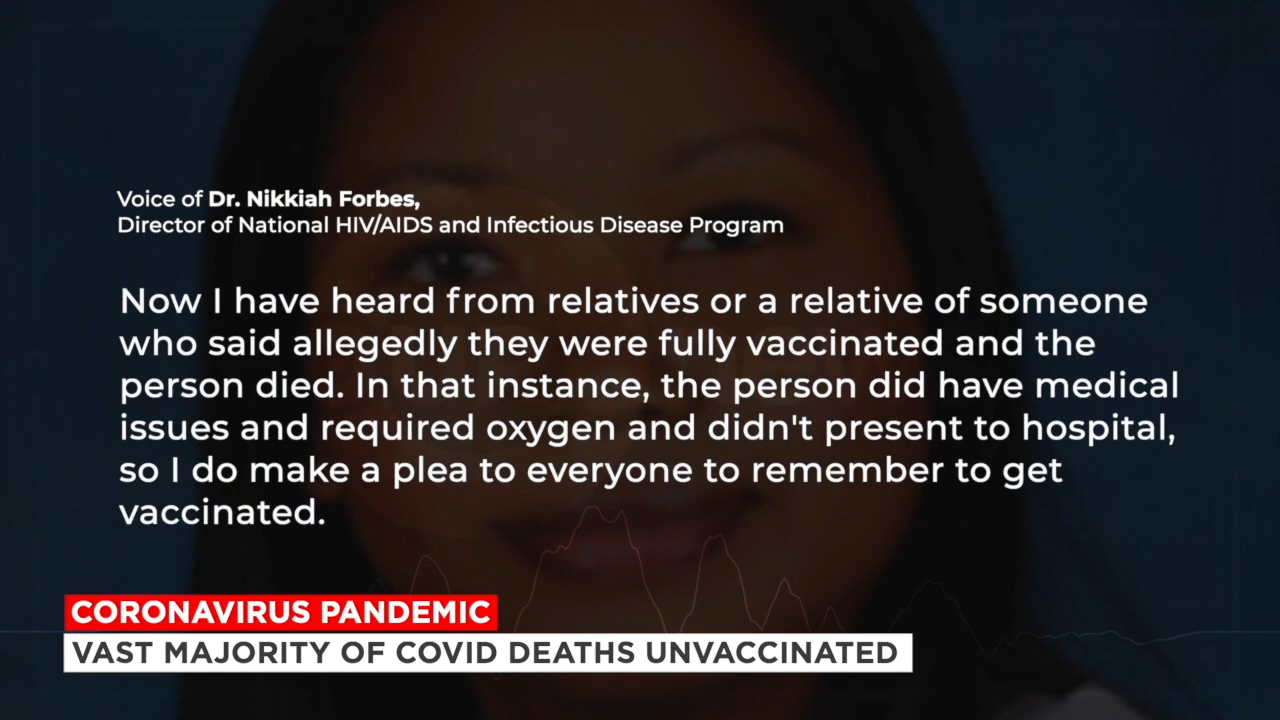 Voice of Dr. Nikkiah Forbes,
Director of National HIV/AIDS and Infectious Disease Program
Now I have heard from relatives or a relative of someone
who said allegedly they were fully vaccinated and the
person died. In that instance, the person did have medical
issues and required oxygen and didn't present to hospital,
so I do make a plea to everyone to remember to get
vaccinated.
CORONAVIRUS PANDEMIC
VAST MAJORITY OF COVID DEATHS UNVACCINATED